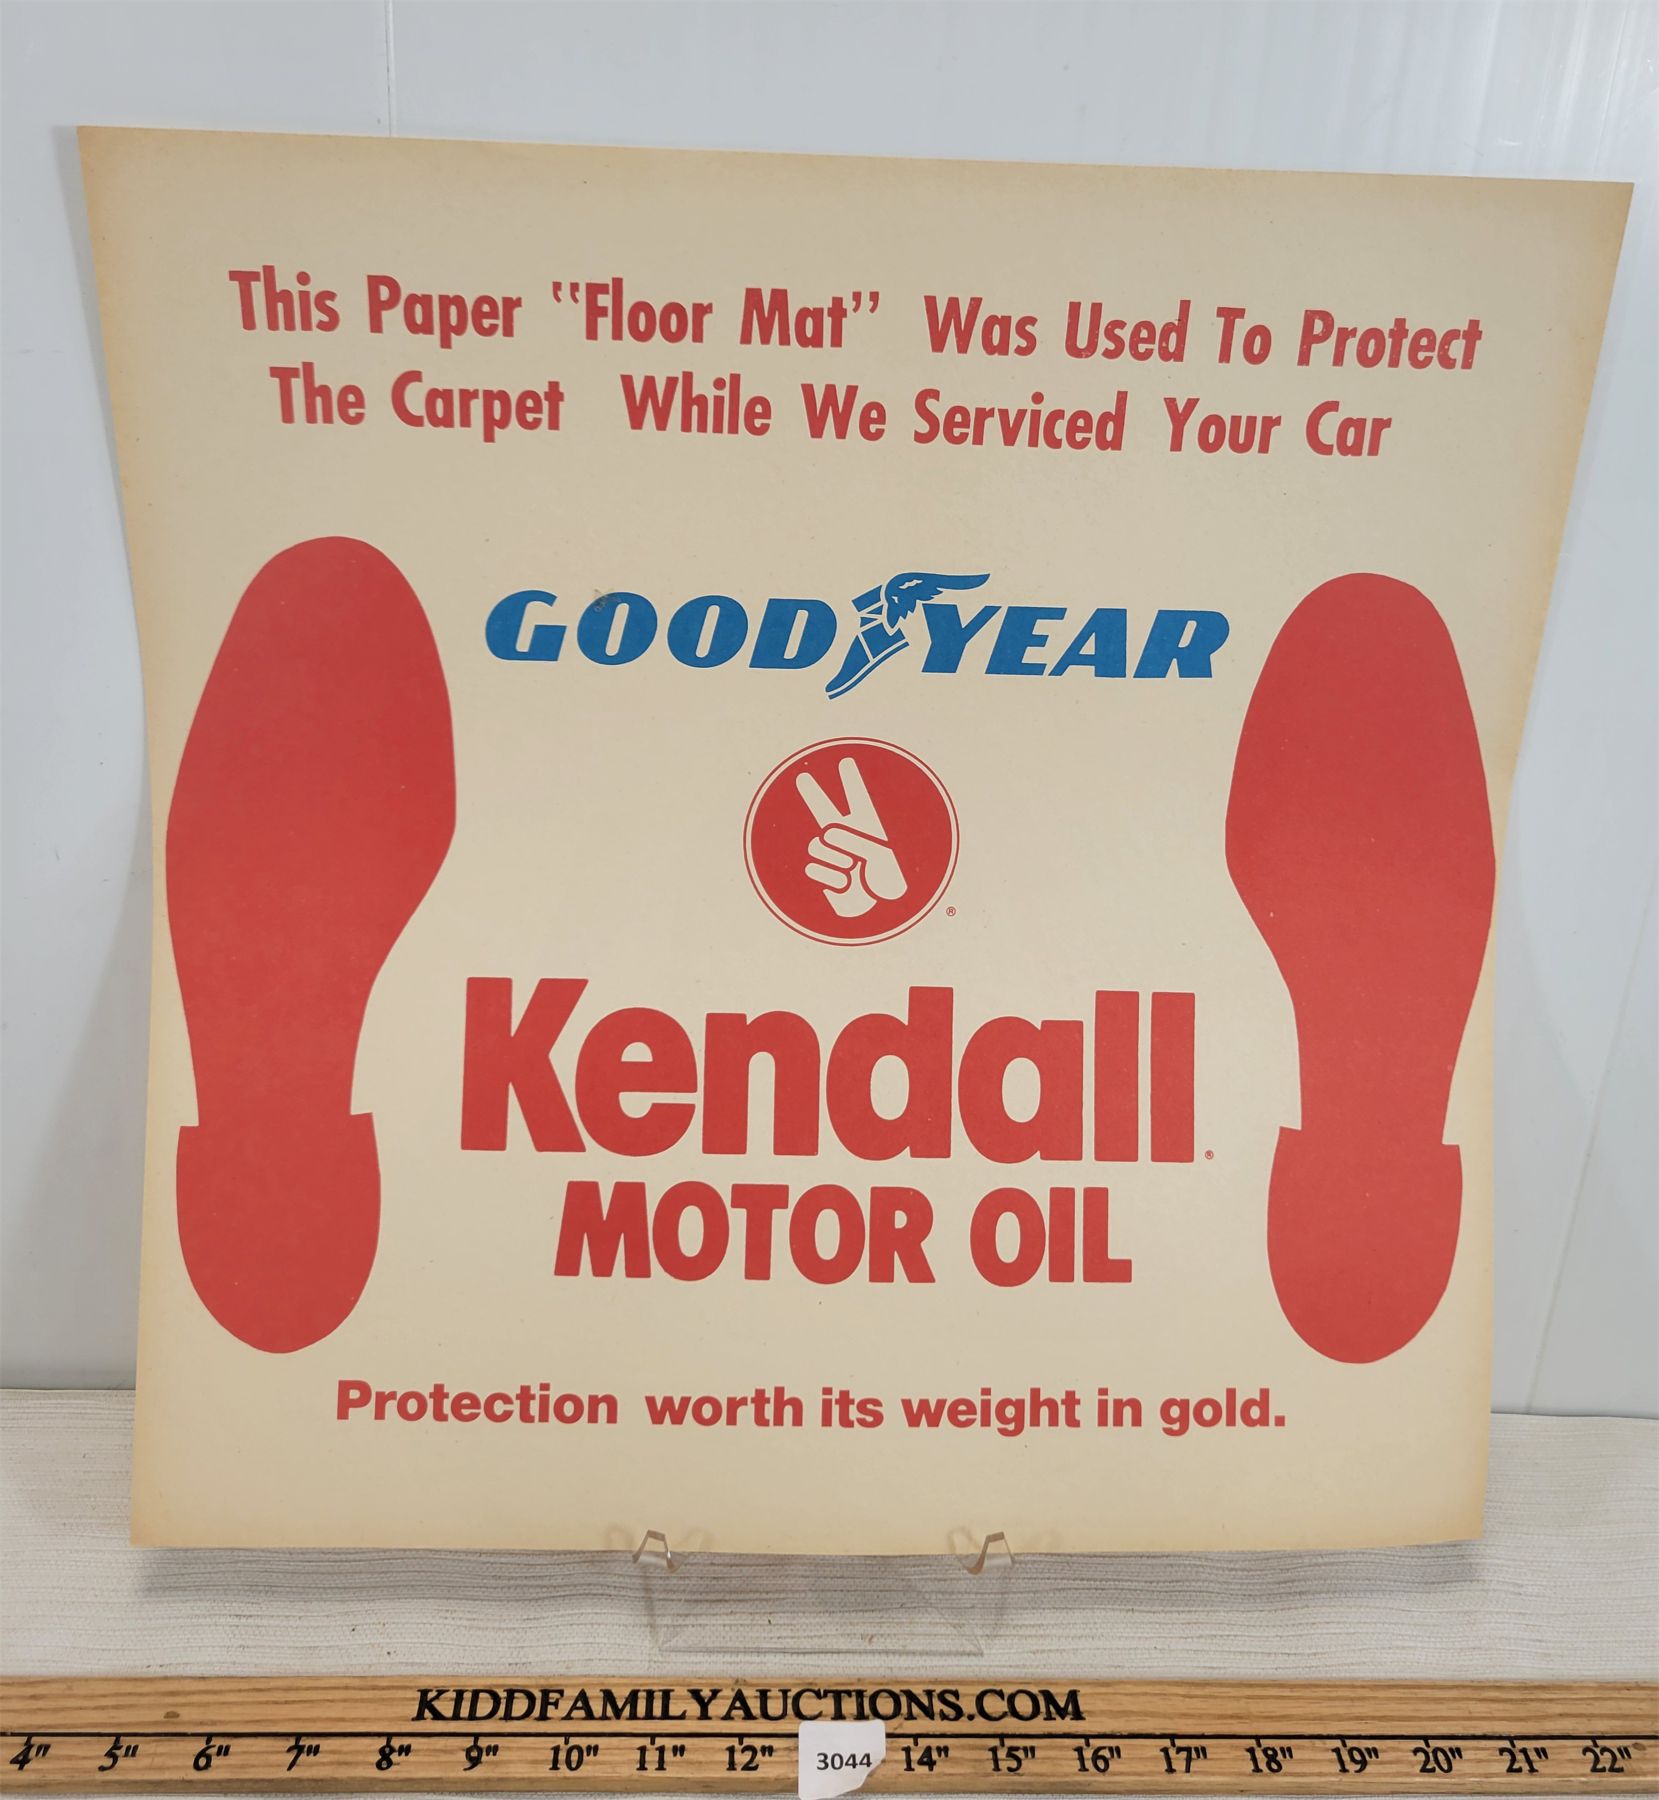 This Paper "Floor Mat" Was Used To Protect
The Carpet While We Serviced Your Car
GOODYEAR
®
Kendall®
MOTOR OIL
Protection worth its weight in gold.
KIDDFAMILYAUCTIONS.COM
4" 5" 6" 7" 8" 9" 10" 11" 12" 3044 14" 15" 16" 17" 18" 19" 20" 21" 22"